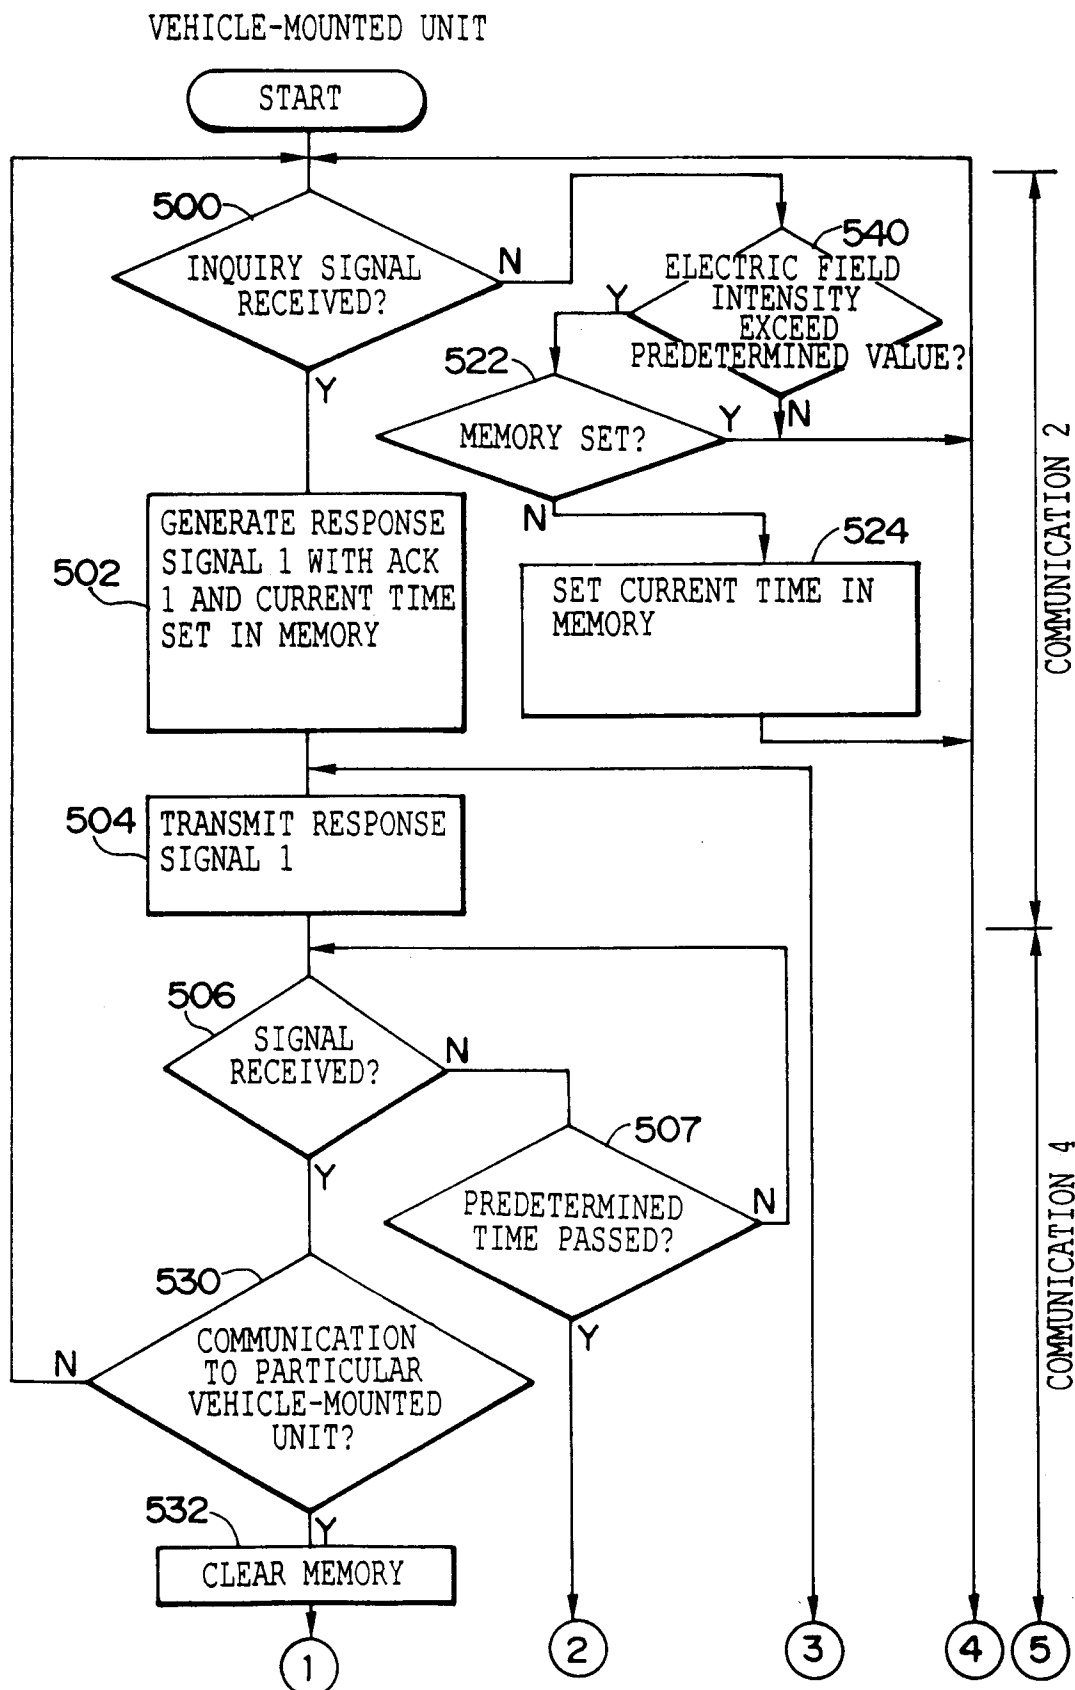 VEHICLE-MOUNTED UNIT
START
500
INQUIRY SIGNAL
RECEIVED?
N
Y
540
ELECTRIC FIELD
INTENSITY
EXCEED
PREDETERMINED VALUE?
Y
N
522
MEMORY SET?
Y
N
502
GENERATE RESPONSE
SIGNAL 1 WITH ACK
1 AND CURRENT TIME
SET IN MEMORY
524
SET CURRENT TIME IN
MEMORY
COMMUNICATION 2
504
TRANSMIT RESPONSE
SIGNAL 1
506
SIGNAL
RECEIVED?
N
Y
507
PREDETERMINED
TIME PASSED?
N
Y
530
COMMUNICATION
TO PARTICULAR
VEHICLE-MOUNTED
UNIT?
N
Y
COMMUNICATION 4
532
CLEAR MEMORY
1
2
3
4
5